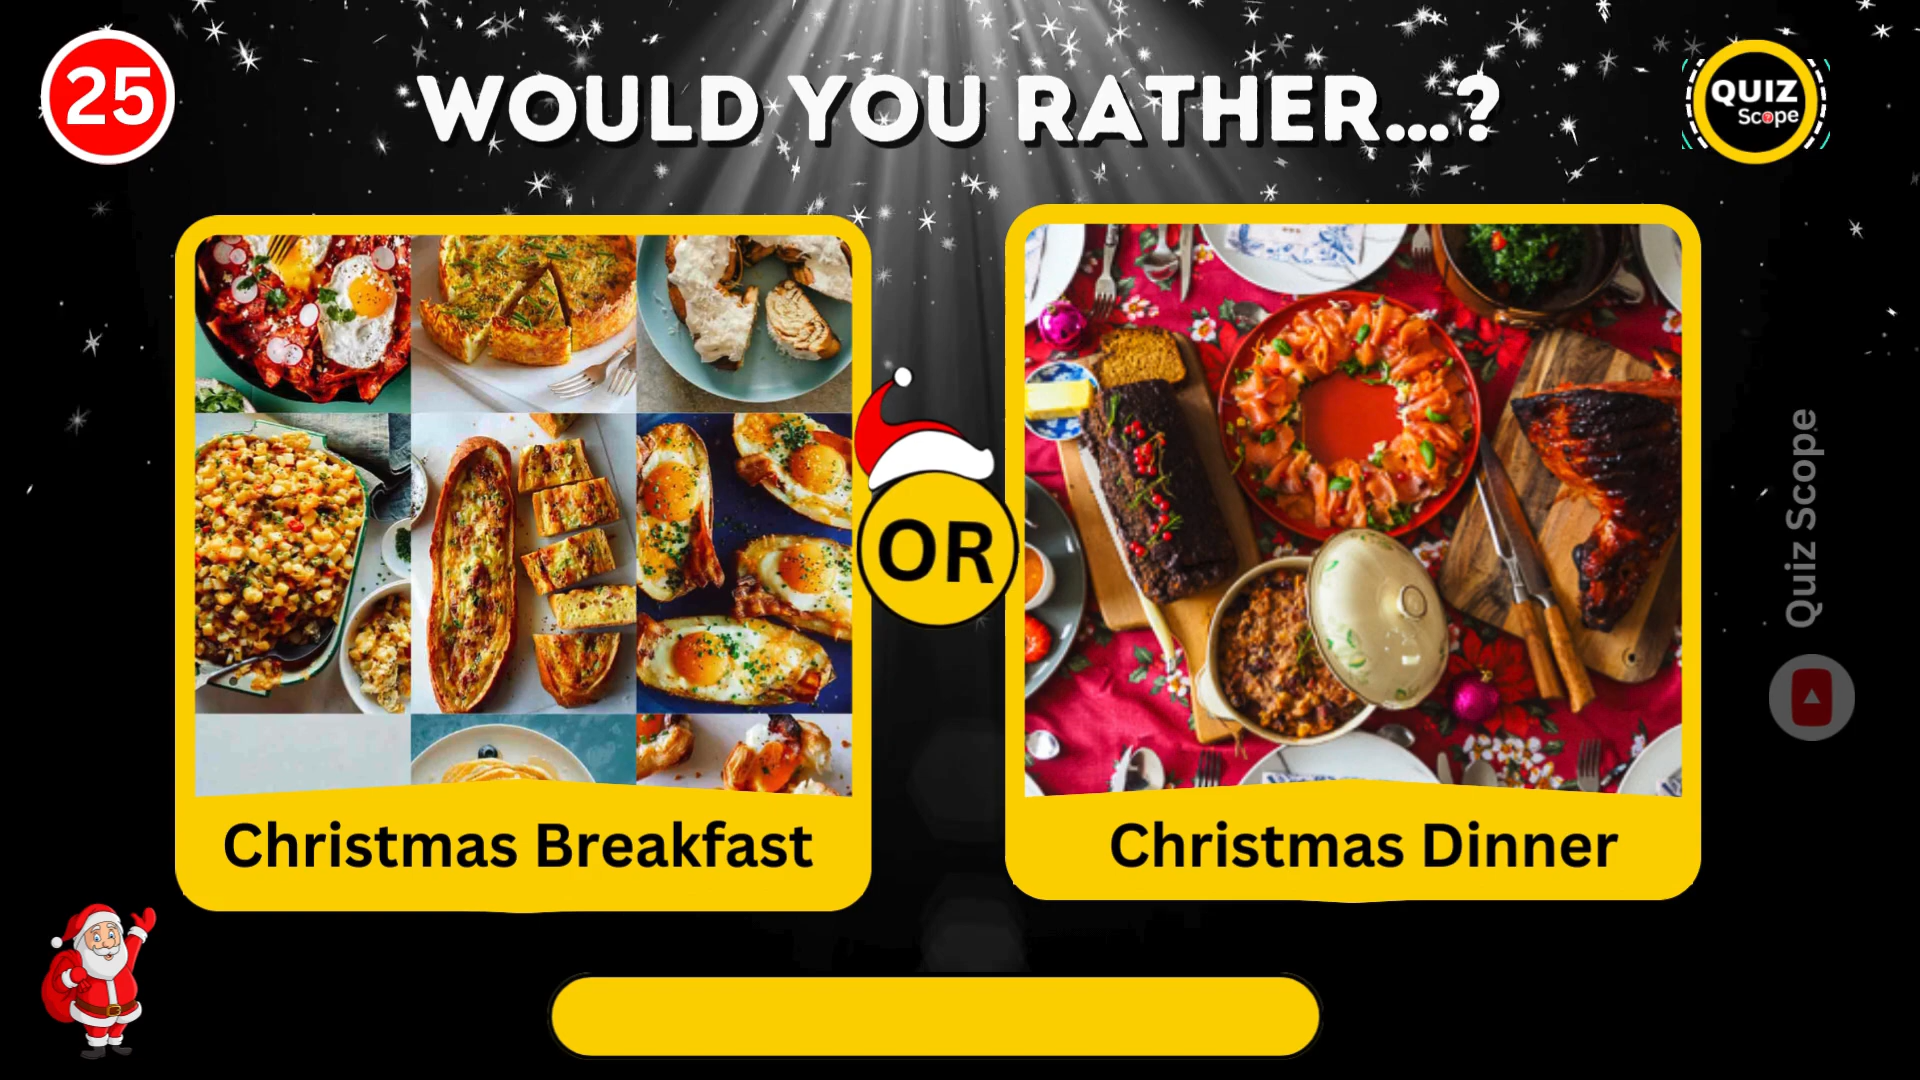 25
WOULD YOU RATHER...?
QUIZ
Scope
OR
Quiz Scope
Christmas Breakfast
Christmas Dinner